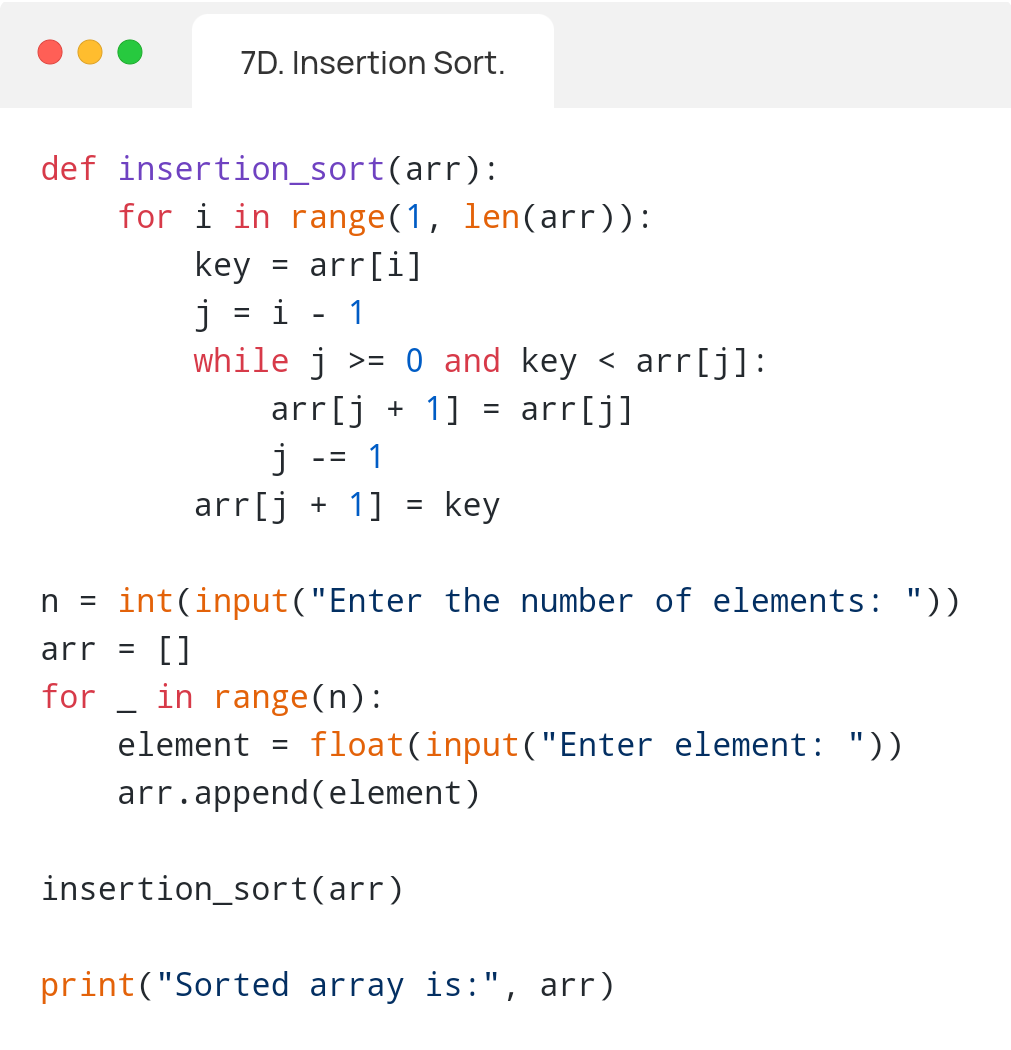 7D. Insertion Sort.
def insertion_sort(arr):
    for i in range(1, len(arr)):
        key = arr[i]
        j = i - 1
        while j >= 0 and key < arr[j]:
            arr[j + 1] = arr[j]
            j -= 1
        arr[j + 1] = key

n = int(input("Enter the number of elements: "))
arr = []
for _ in range(n):
    element = float(input("Enter element: "))
    arr.append(element)

insertion_sort(arr)

print("Sorted array is:", arr)